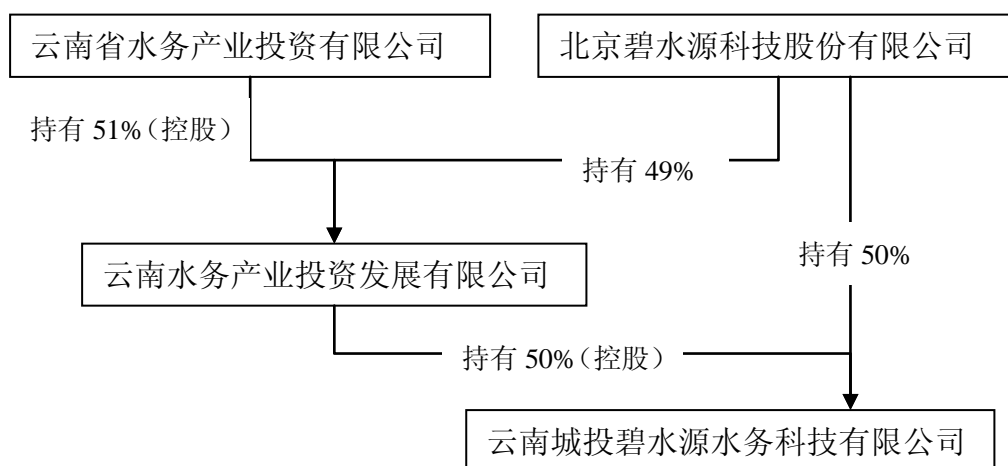 云南省水务产业投资有限公司
北京碧水源科技股份有限公司
持有 51%（控股）
持有 49%
持有 50%
云南水务产业投资发展有限公司
持有 50%（控股）
云南城投碧水源水务科技有限公司